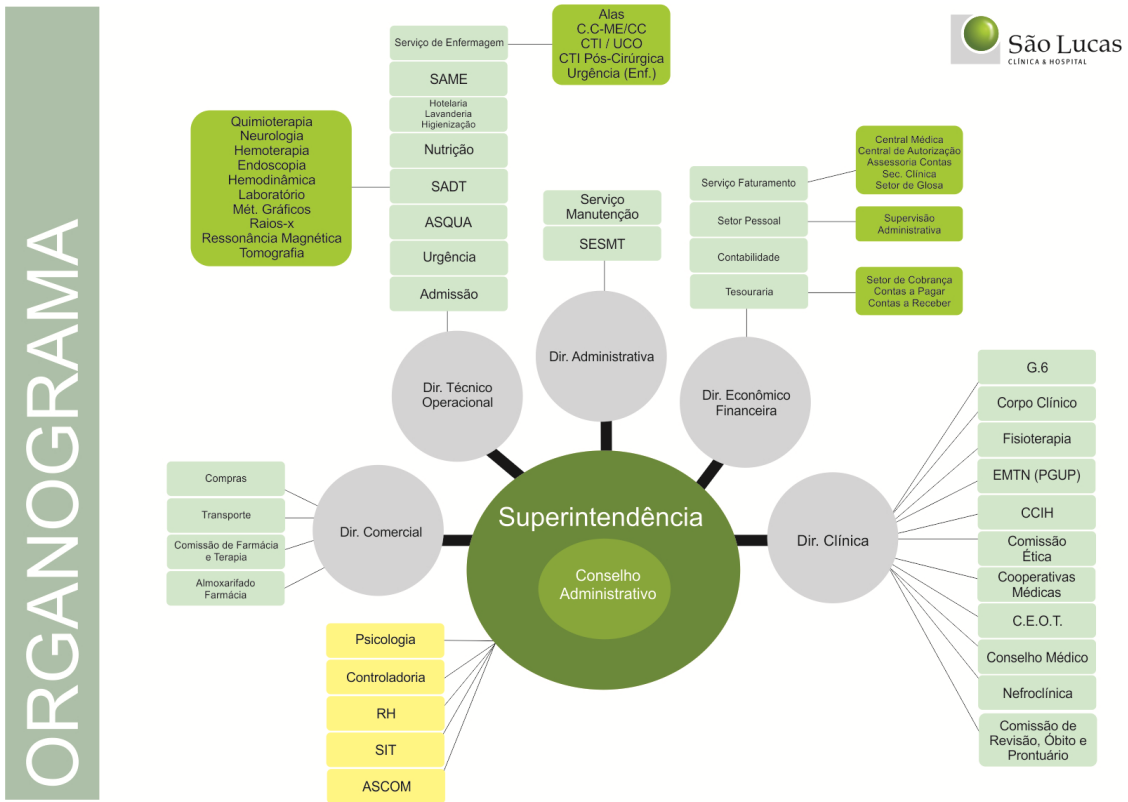 ORGANOGRAMA
São Lucas
CLÍNICA & HOSPITAL
Alas
C.C-ME/CC
CTI / UCO
CTI Pós-Cirúrgica
Urgência (Enf.)
Serviço de Enfermagem
SAME
Hotelaria
Lavanderia
Higienização
Nutrição
SADT
ASQUA
Urgência
Admissão
Quimioterapia
Neurologia
Hemoterapia
Endoscopia
Hemodinâmica
Laboratório
Mét. Gráficos
Raios-x
Ressonância Magnética
Tomografia
Serviço
Manutenção
SESMT
Serviço Faturamento
Setor Pessoal
Contabilidade
Tesouraria
Central Médica
Central de Autorização
Assessoria Contas
Sec. Clínica
Setor de Glosa
Supervisão
Administrativa
Setor de Cobrança
Contas a Pagar
Contas a Receber
Dir. Técnico
Operacional
Dir. Administrativa
Dir. Econômico
Financeira
Dir. Comercial
Dir. Clínica
Superintendência
Conselho
Administrativo
Compras
Transporte
Comissão de Farmácia
e Terapia
Almoxarifado
Farmácia
Psicologia
Controladoria
RH
SIT
ASCOM
G.6
Corpo Clínico
Fisioterapia
EMTN (PGUP)
CCIH
Comissão
Ética
Cooperativas
Médicas
C.E.O.T.
Conselho Médico
Nefroclínica
Comissão de
Revisão, Óbito e
Prontuário